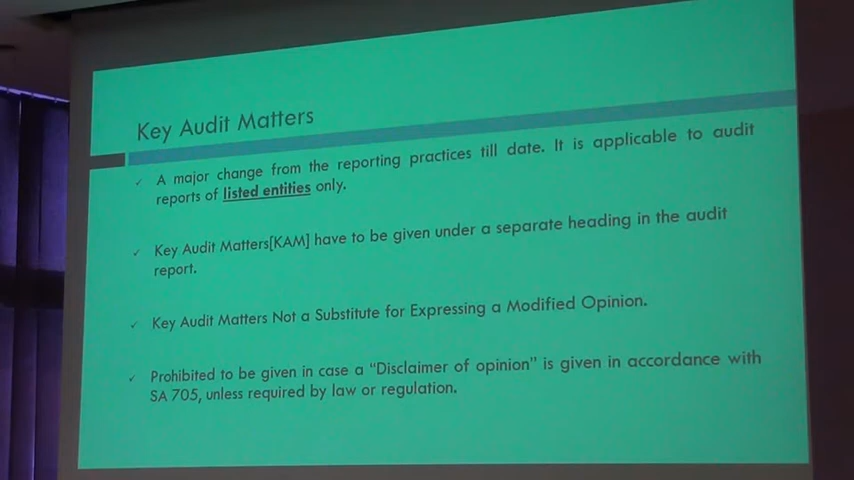 Key Audit Matters
✓ A major change from the reporting practices till date. It is applicable to audit
reports of listed entities only.
✓ Key Audit Matters[KAM] have to be given under a separate heading in the audit
report.
✓ Key Audit Matters Not a Substitute for Expressing a Modified Opinion.
✓ Prohibited to be given in case a “Disclaimer of opinion” is given in accordance with
SA 705, unless required by law or regulation.